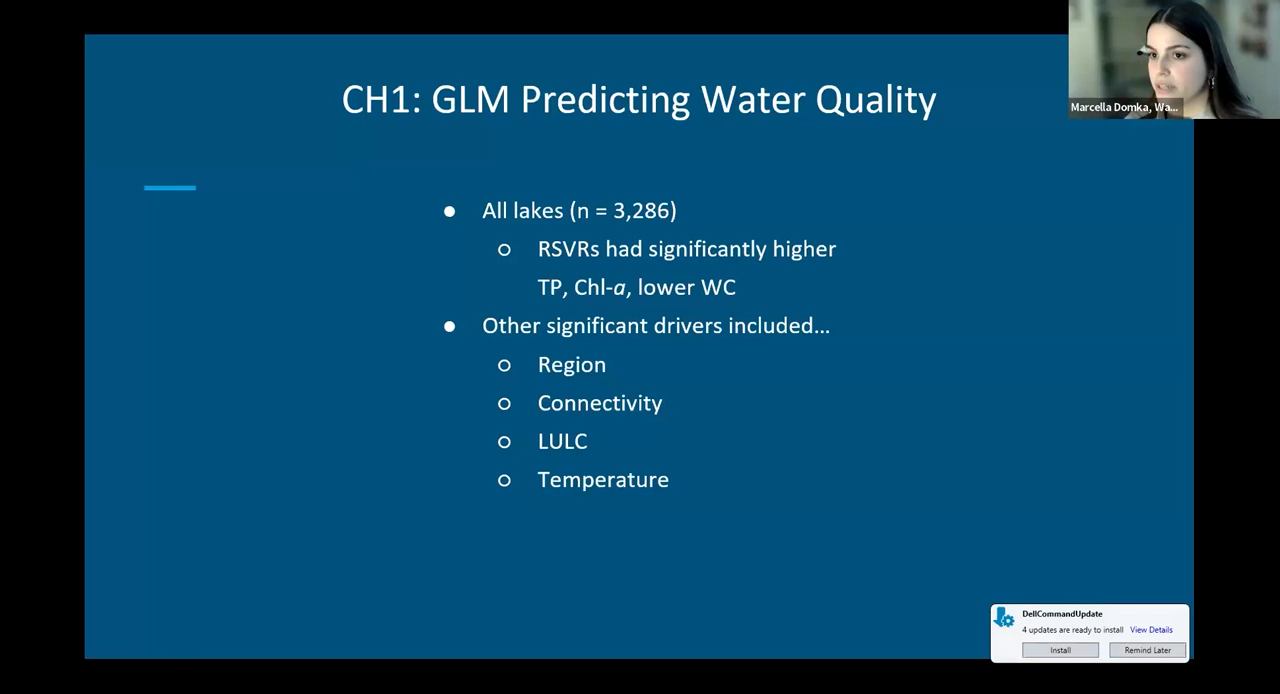 CH1: GLM Predicting Water Quality
Marcella Domka, Wa...
● All lakes (n = 3,286)
○ RSVRs had significantly higher
TP, Chl-a, lower WC
● Other significant drivers included...
○ Region
○ Connectivity
○ LULC
○ Temperature
DellCommandUpdate
4 updates are ready to install View Details
Install Remind Later